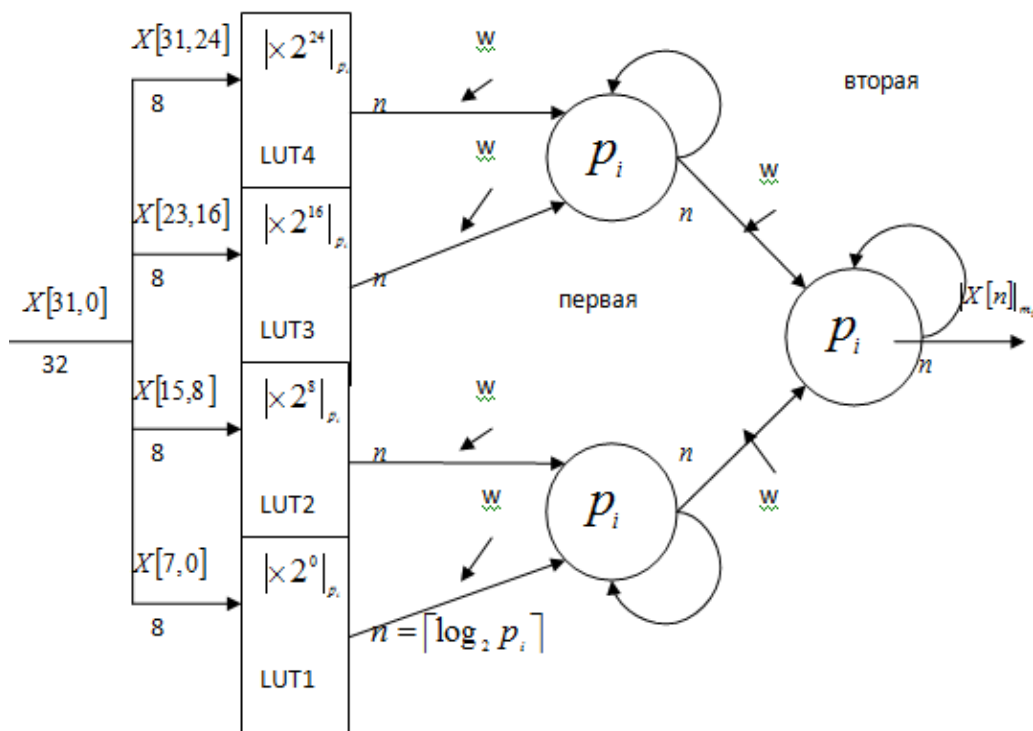 X[31,24]
8
|×2^{24}|_{p_i}
LUT4
n
w
вторая
p_i
w
n
w
X[23,16]
8
|×2^{16}|_{p_i}
LUT3
n
первая
X[31,0]
32
p_i
|X[n]|_{m_i}
n
X[15,8]
8
|×2^{8}|_{p_i}
LUT2
n
w
n
w
p_i
w
X[7,0]
8
|×2^{0}|_{p_i}
LUT1
n = ⌈log_2 p_i⌉